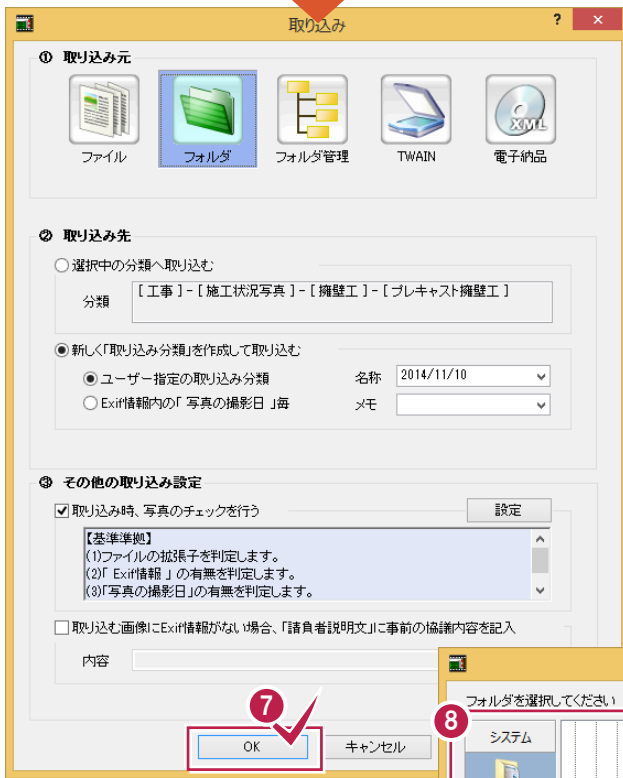 取り込み
? ×
① 取り込み元
ファイル フォルダ フォルダ管理 TWAIN 電子納品
XML
② 取り込み先
選択中の分類へ取り込む
分類 [ 工事 ] - [ 施工状況写真 ] - [ 擁壁工 ] - [ プレキャスト擁壁工 ]
新しく「取り込み分類」を作成して取り込む
ユーザー指定の取り込み分類 名称 2014/11/10
Exif情報内の「 写真の撮影日 」毎 メモ
③ その他の取り込み設定
取り込み時、写真のチェックを行う 設定
【基準準拠】
(1)ファイルの拡張子を判定します。
(2)「 Exif情報 」の有無を判定します。
(3)「写真の撮影日」の有無を判定します。
取り込む画像にExif情報がない場合、「請負者説明文」に事前の協議内容を記入
内容
7
OK キャンセル
フォルダを選択してください
8
システム